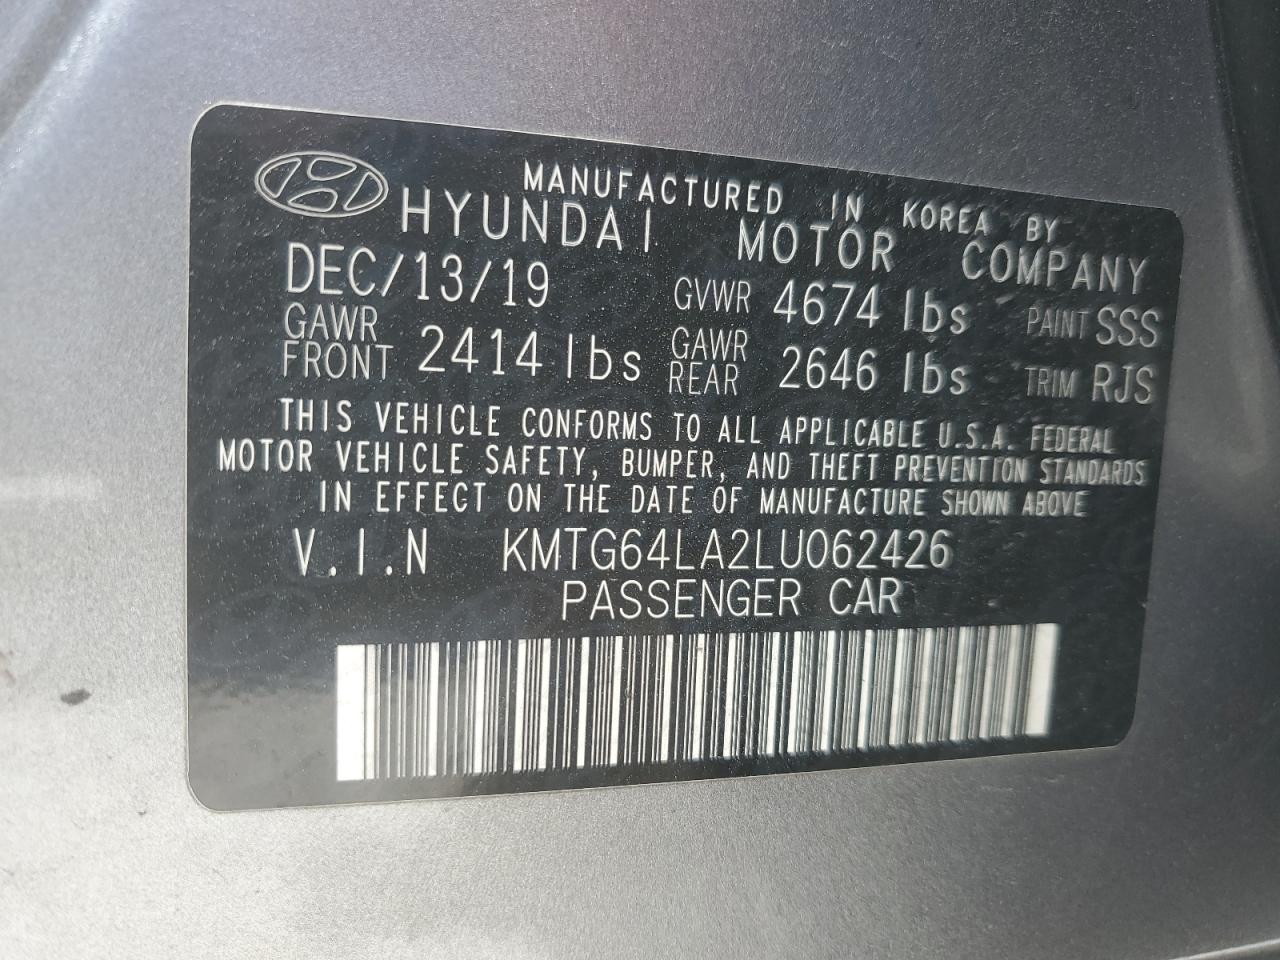 MANUFACTURED IN KOREA BY
HYUNDAI MOTOR COMPANY
DEC/13/19 GVWR 4674 lbs PAINT SSS
GAWR FRONT 2414 lbs GAWR REAR 2646 lbs TRIM RJS
THIS VEHICLE CONFORMS TO ALL APPLICABLE U.S.A. FEDERAL
MOTOR VEHICLE SAFETY, BUMPER, AND THEFT PREVENTION STANDARDS
IN EFFECT ON THE DATE OF MANUFACTURE SHOWN ABOVE
V.I.N KMTG64LA2LU062426
PASSENGER CAR